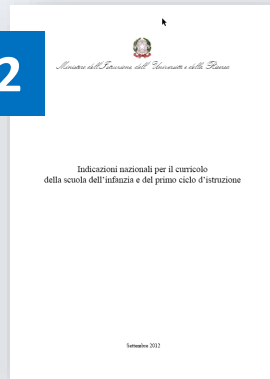 2
Ministero dell'Istruzione, dell'Università e della Ricerca
Indicazioni nazionali per il curricolo
della scuola dell'infanzia e del primo ciclo d'istruzione
Settembre 2012